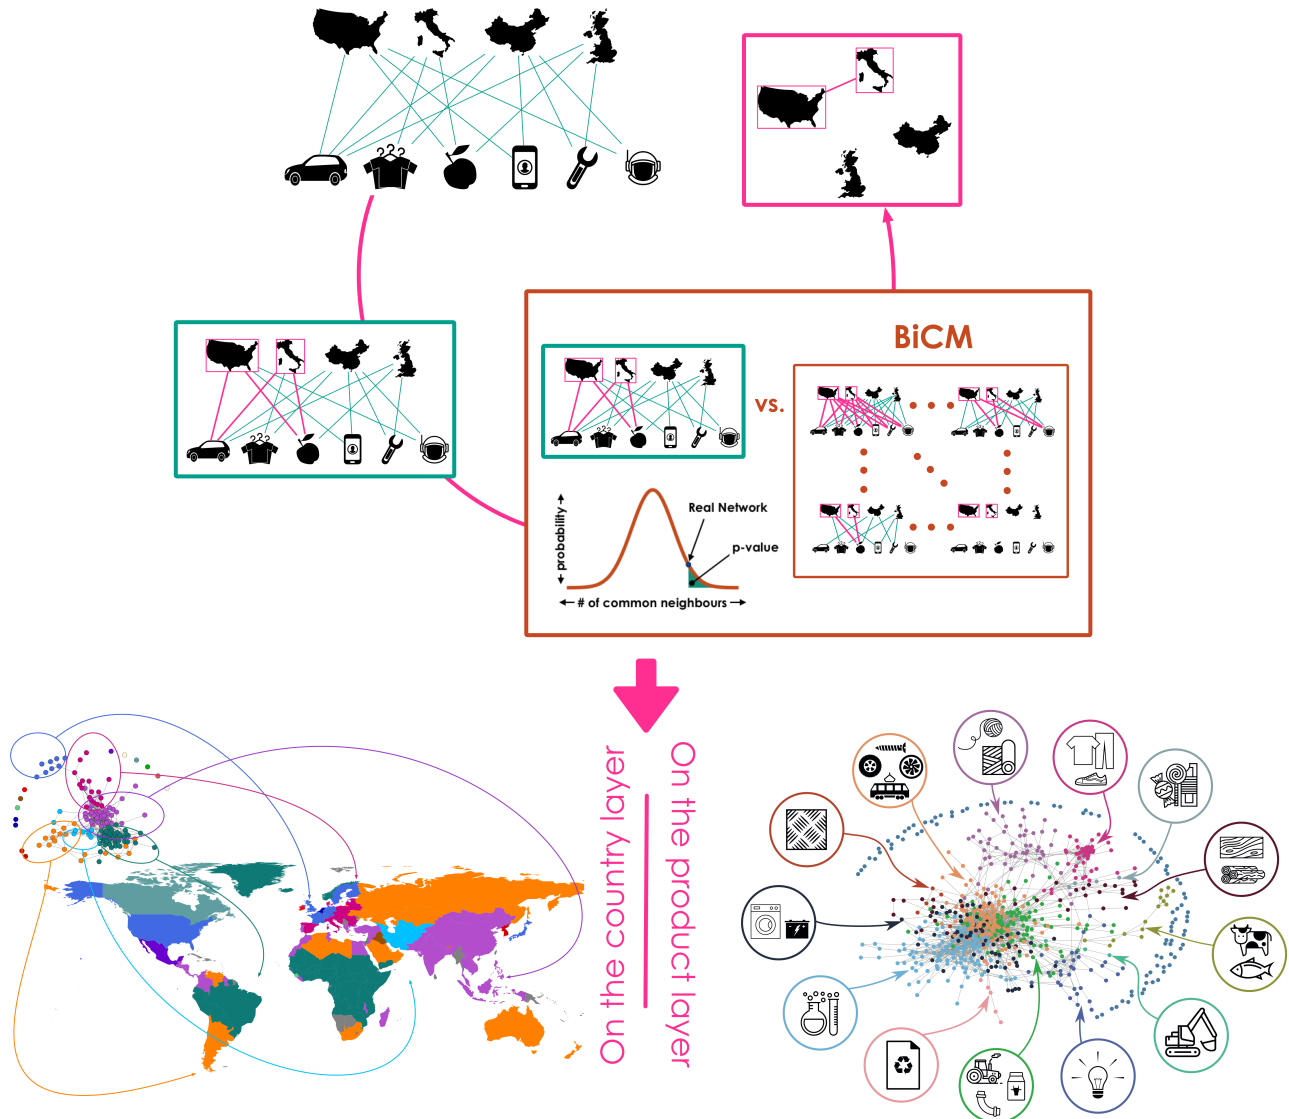 BiCM
vs.
Real Network
p-value
probability
# of common neighbours
On the country layer
On the product layer